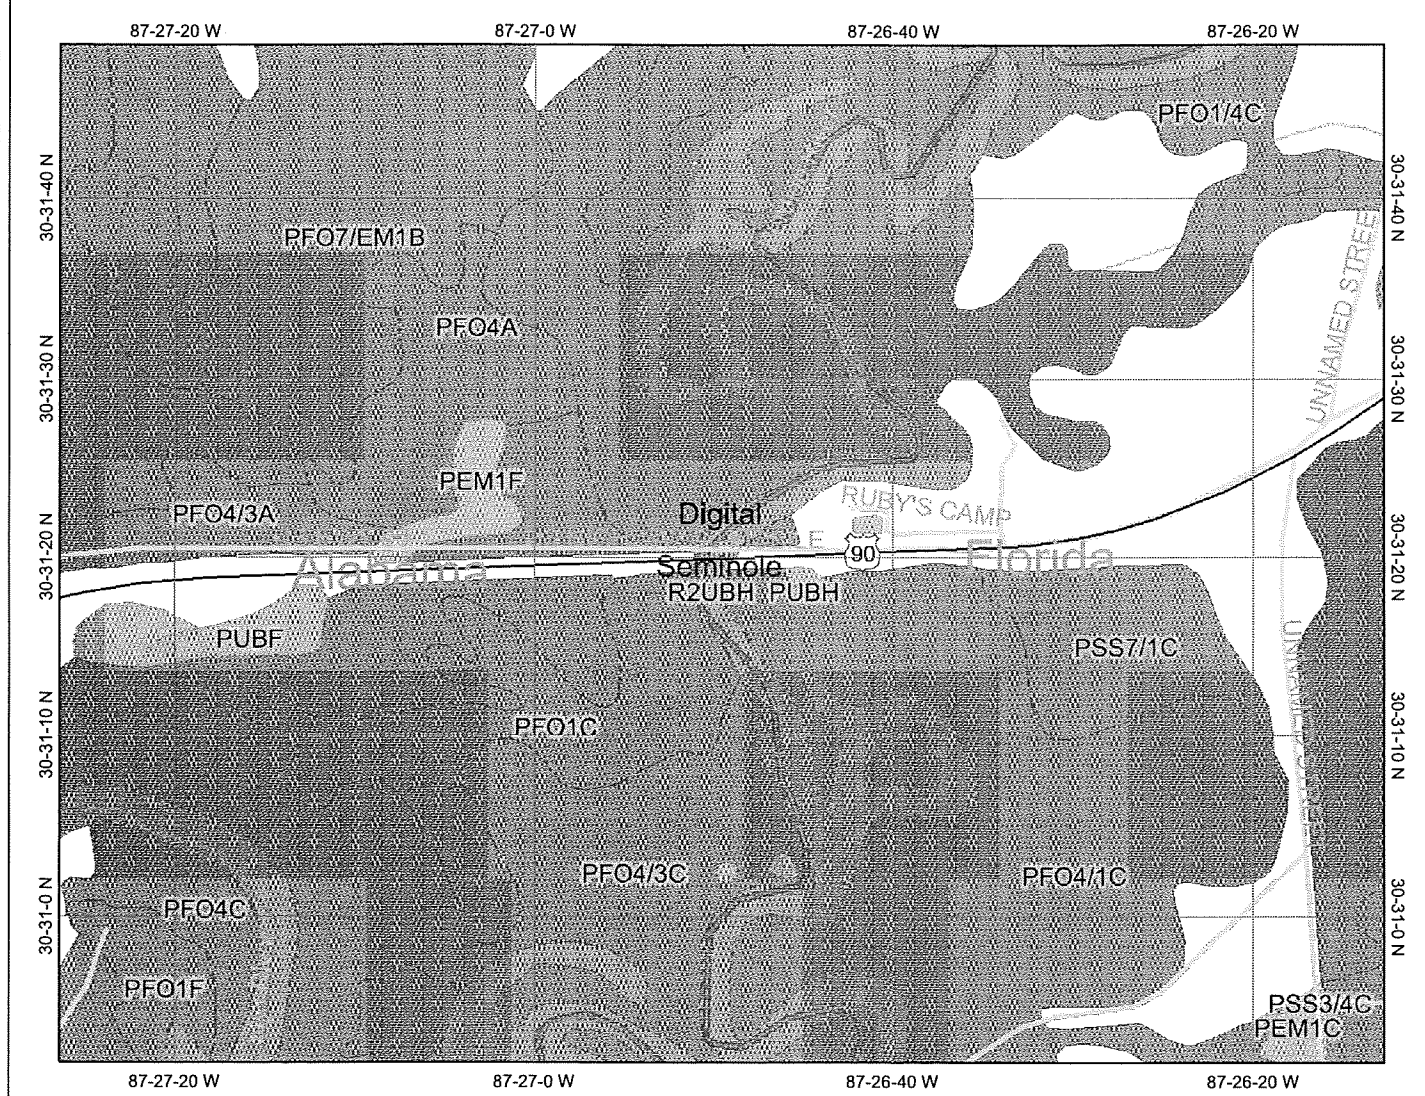 87-27-20 W
87-27-0 W
87-26-40 W
87-26-20 W
PFO1/4C
30-31-40 N
30-31-40 N
UNNAMED STREE
PFO7/EM1B
PFO4A
30-31-30 N
30-31-30 N
PEM1F
RUBY'S CAMP
PFO4/3A
Digital
E
30-31-20 N
90
30-31-20 N
Alabama
Florida
Seminole
R2UBH PUBH
PUBF
PSS7/1C
UNNAMED STREE
30-31-10 N
PFO1C
30-31-10 N
PFO4/3C
PFO4/1C
30-31-0 N
PFO4C
30-31-0 N
PFO1F
PSS3/4C
PEM1C
87-27-20 W
87-27-0 W
87-26-40 W
87-26-20 W